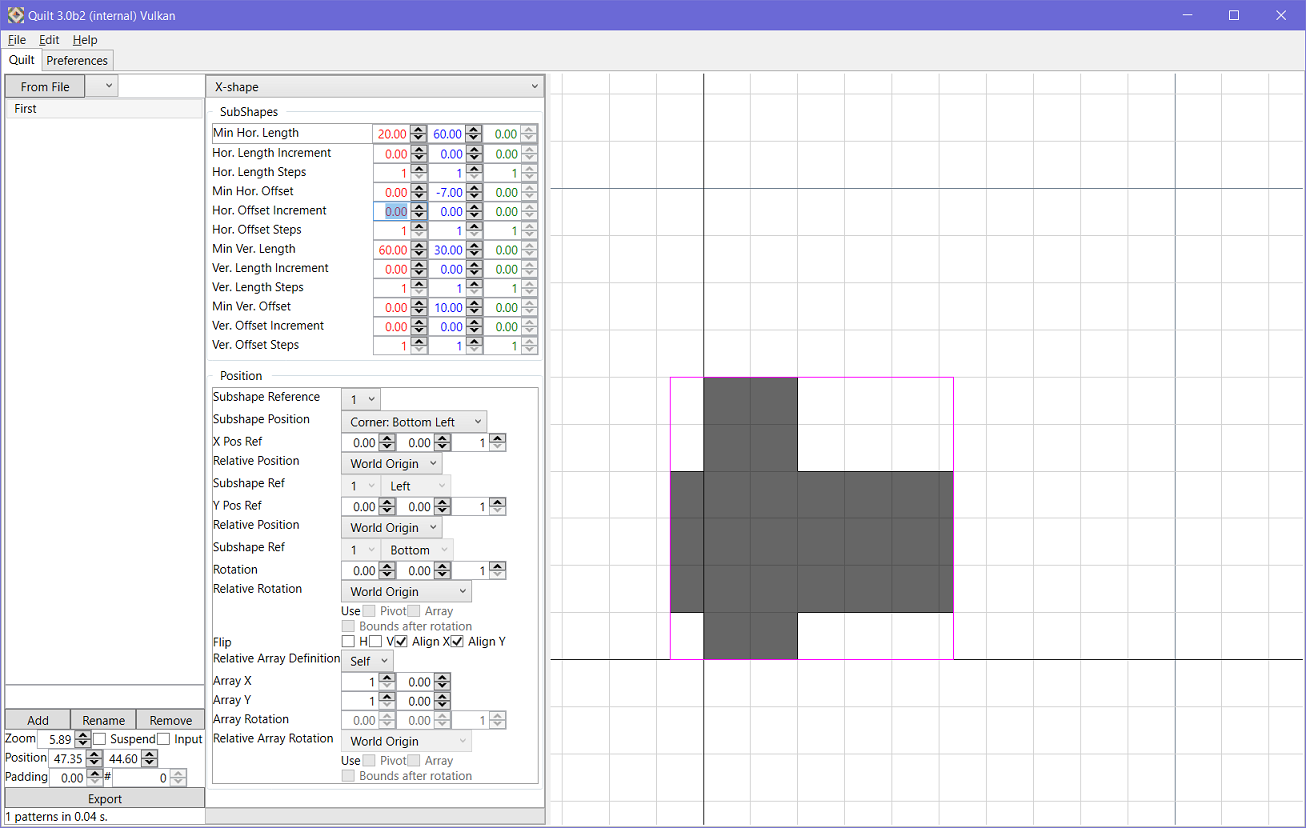 Quilt 3.0b2 (internal) Vulkan
File Edit Help
Quilt Preferences
From File
First
X-shape
SubShapes
Min Hor. Length 20.00 60.00 0.00
Hor. Length Increment 0.00 0.00 0.00
Hor. Length Steps 1 1 1
Min Hor. Offset 0.00 -7.00 0.00
Hor. Offset Increment 0.00 0.00 0.00
Hor. Offset Steps 1 1 1
Min Ver. Length 60.00 30.00 0.00
Ver. Length Increment 0.00 0.00 0.00
Ver. Length Steps 1 1 1
Min Ver. Offset 0.00 10.00 0.00
Ver. Offset Increment 0.00 0.00 0.00
Ver. Offset Steps 1 1 1
Position
Subshape Reference 1
Subshape Position Corner: Bottom Left
X Pos Ref 0.00 0.00 1
Relative Position World Origin
Subshape Ref 1 Left
Y Pos Ref 0.00 0.00 1
Relative Position World Origin
Subshape Ref 1 Bottom
Rotation 0.00 0.00 1
Relative Rotation World Origin
Use Pivot Array
Bounds after rotation
Flip H V Align X Align Y
Relative Array Definition Self
Array X 1 0.00
Array Y 1 0.00
Array Rotation 0.00 0.00 1
Relative Array Rotation World Origin
Use Pivot Array
Bounds after rotation
Add Rename Remove
Zoom 5.89 Suspend Input
Position 47.35 44.60
Padding 0.00 # 0
Export
1 patterns in 0.04 s.